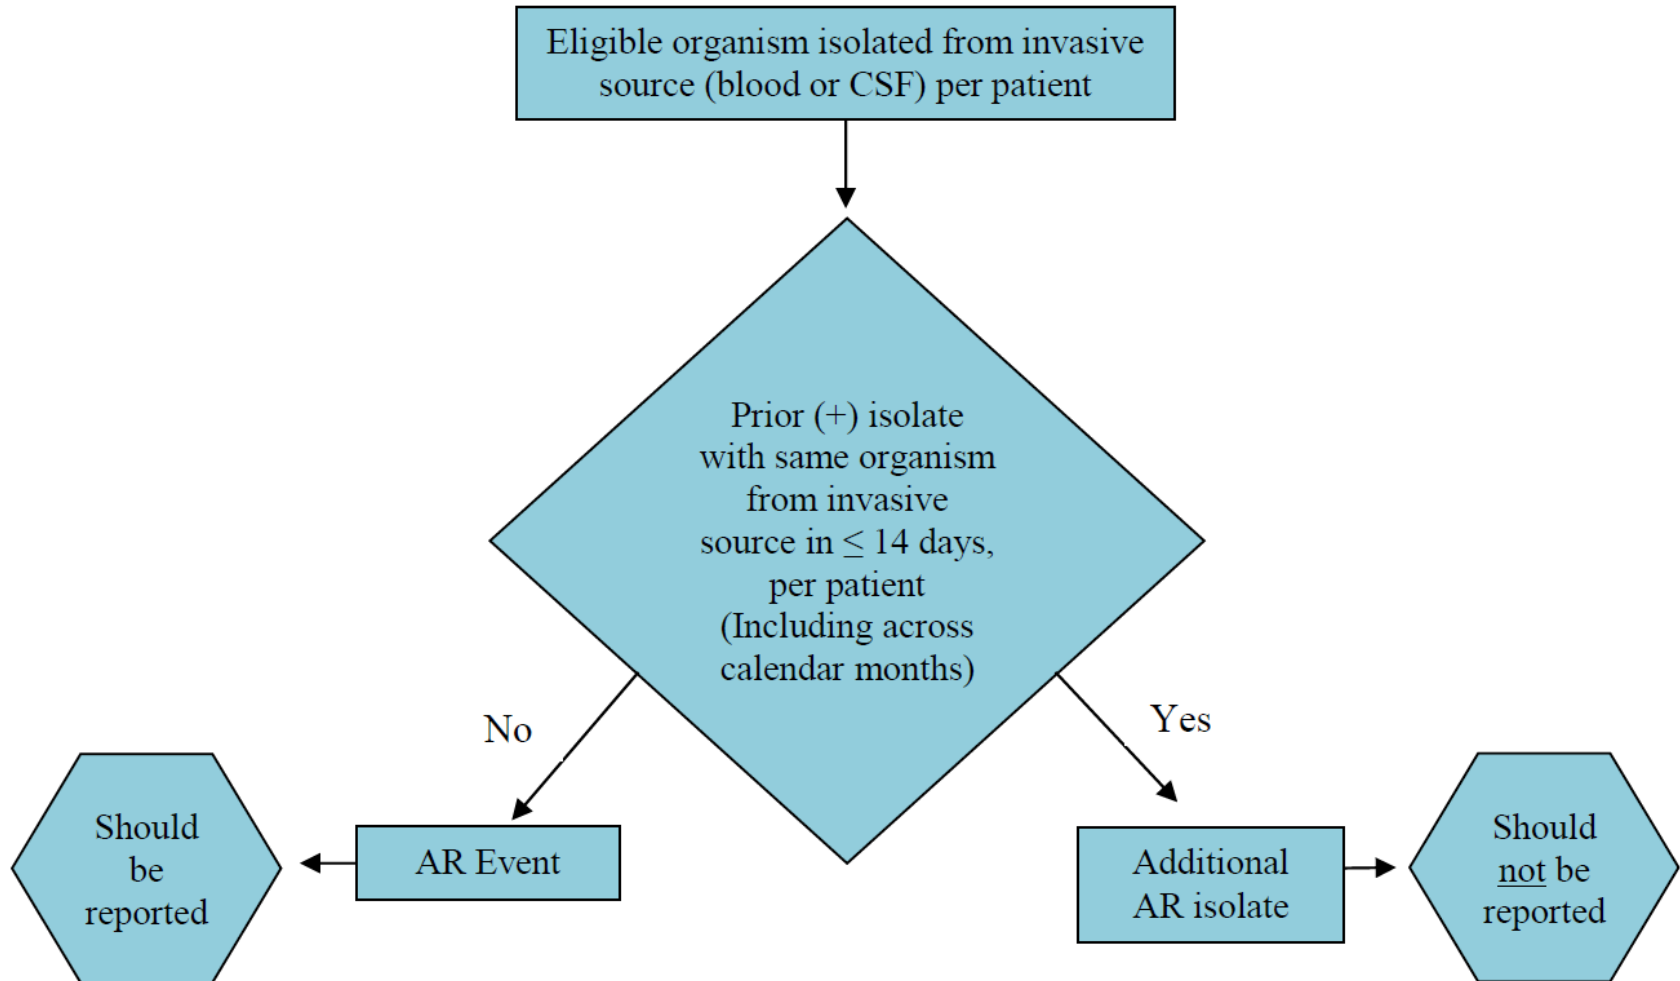 Eligible organism isolated from invasive
source (blood or CSF) per patient
Prior (+) isolate
with same organism
from invasive
source in ≤ 14 days,
per patient
(Including across
calendar months)
No
Yes
Should
be
reported
AR Event
Additional
AR isolate
Should
not be
reported